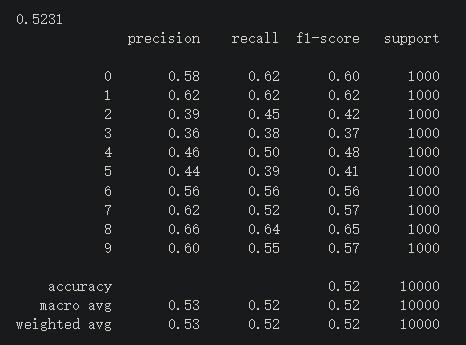 0.5231
precision recall f1-score support
0 0.58 0.62 0.60 1000
1 0.62 0.62 0.62 1000
2 0.39 0.45 0.42 1000
3 0.36 0.38 0.37 1000
4 0.46 0.50 0.48 1000
5 0.44 0.39 0.41 1000
6 0.56 0.56 0.56 1000
7 0.62 0.52 0.57 1000
8 0.66 0.64 0.65 1000
9 0.60 0.55 0.57 1000
accuracy 0.52 10000
macro avg 0.53 0.52 0.52 10000
weighted avg 0.53 0.52 0.52 10000